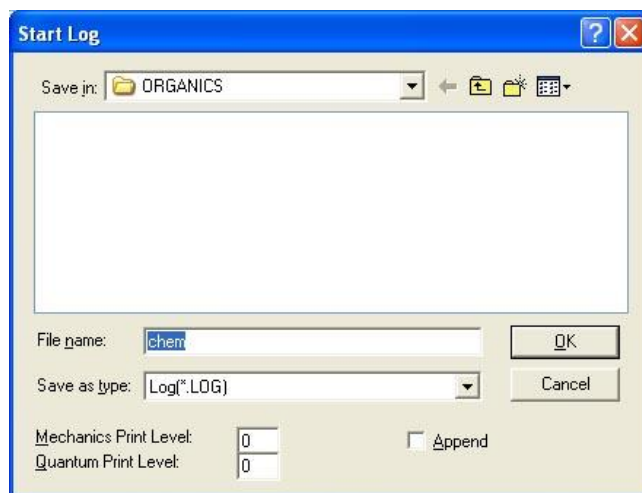 Start Log
Save in: ORGANICS
File name: chem OK
Save as type: Log(*.LOG) Cancel
Mechanics Print Level: 0 Append
Quantum Print Level: 0